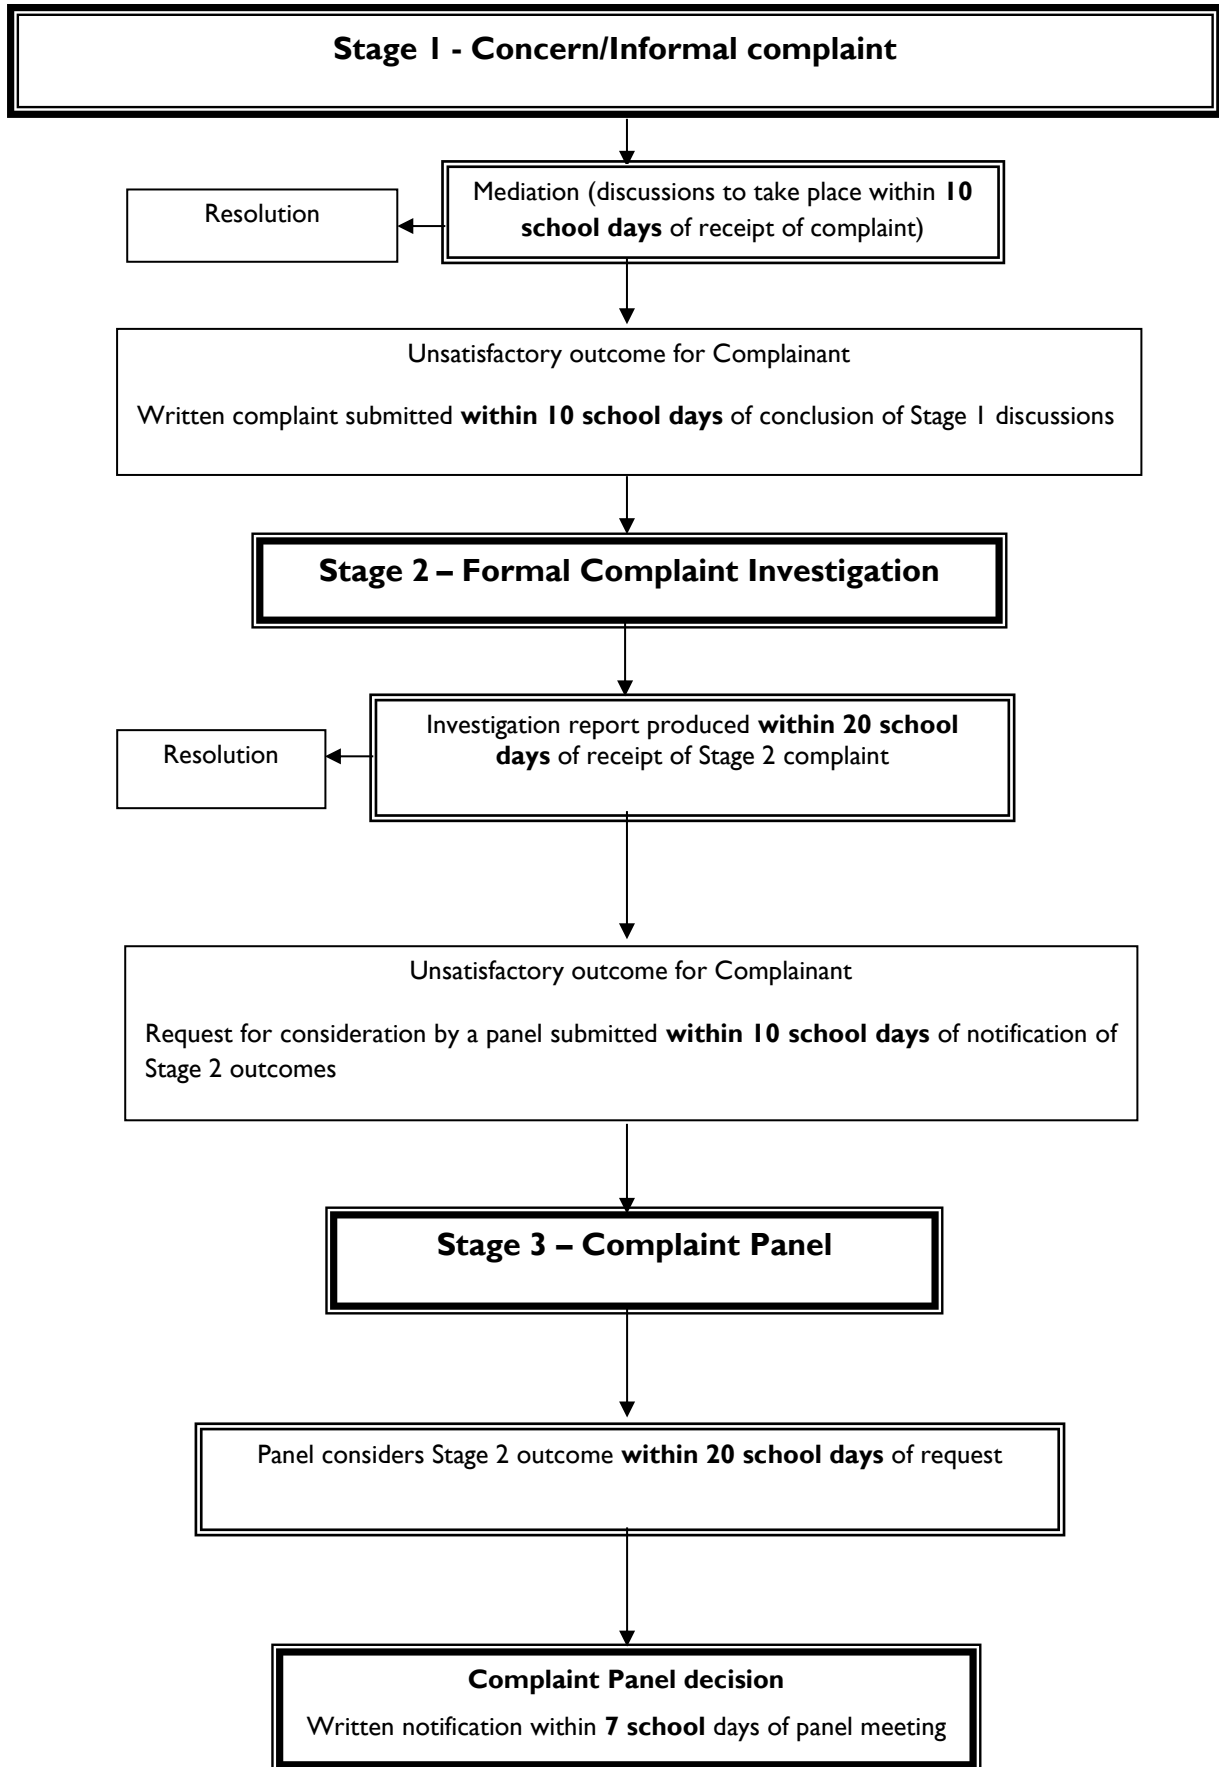 Stage 1 - Concern/Informal complaint
Mediation (discussions to take place within 10
school days of receipt of complaint)
Resolution
Unsatisfactory outcome for Complainant
Written complaint submitted within 10 school days of conclusion of Stage 1 discussions
Stage 2 – Formal Complaint Investigation
Investigation report produced within 20 school
days of receipt of Stage 2 complaint
Resolution
Unsatisfactory outcome for Complainant
Request for consideration by a panel submitted within 10 school days of notification of
Stage 2 outcomes
Stage 3 – Complaint Panel
Panel considers Stage 2 outcome within 20 school days of request
Complaint Panel decision
Written notification within 7 school days of panel meeting